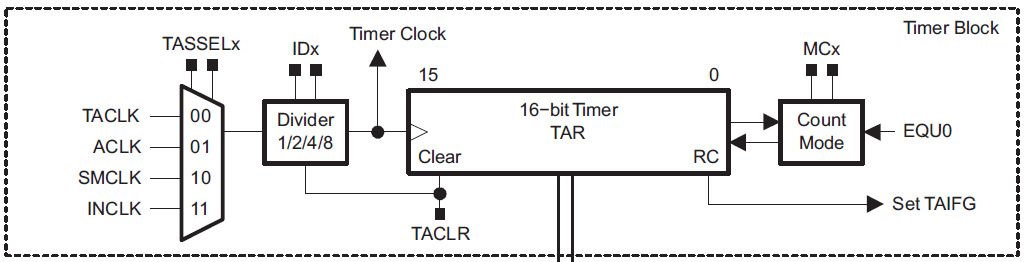 Timer Block
Timer Clock
TASSELx
IDx
MCx
15
0
TACLK
00
ACLK
01
SMCLK
10
INCLK
11
Divider
1/2/4/8
16−bit Timer
TAR
Clear
RC
Count
Mode
EQU0
Set TAIFG
TACLR